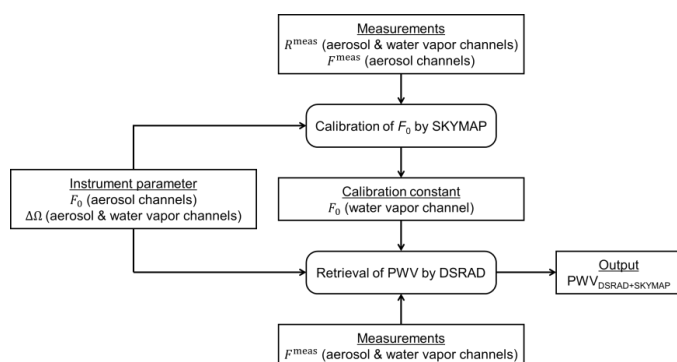 Measurements
R^meas (aerosol & water vapor channels)
F^meas (aerosol channels)
Calibration of F₀ by SKYMAP
Instrument parameter
F₀ (aerosol channels)
ΔΩ (aerosol & water vapor channels)
Calibration constant
F₀ (water vapor channel)
Retrieval of PWV by DSRAD
Output
PWV_DSRAD+SKYMAP
Measurements
F^meas (aerosol & water vapor channels)